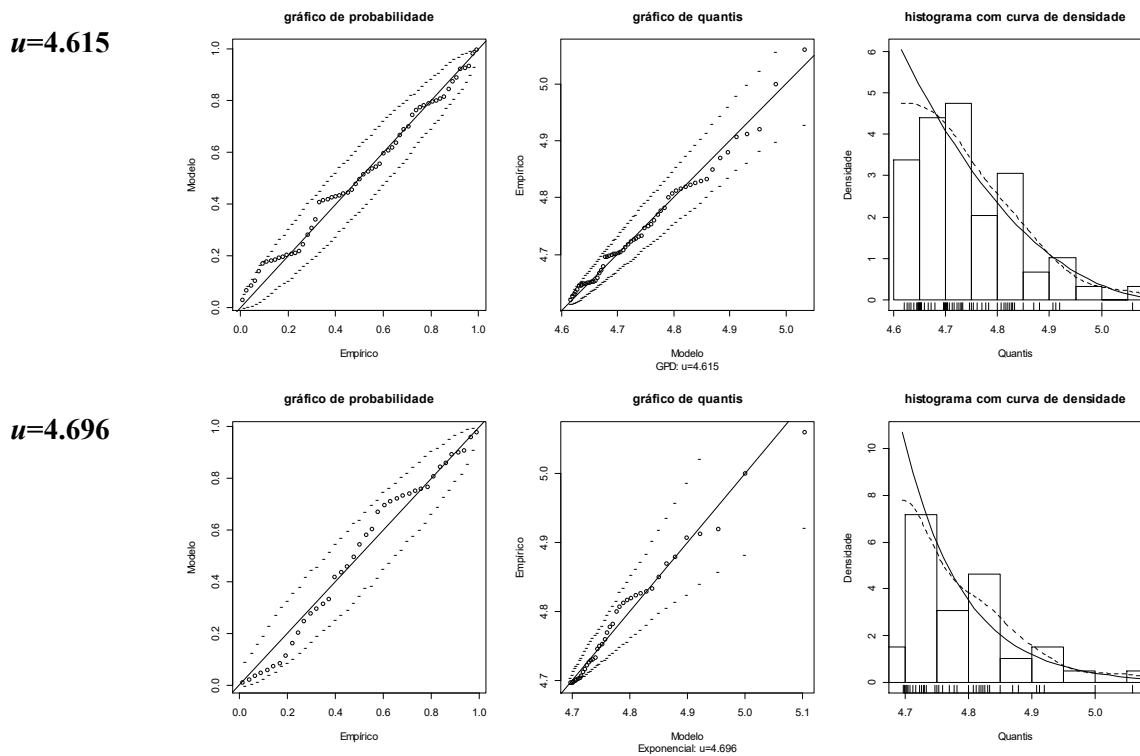 u=4.615
gráfico de probabilidade
Modelo
0.0 0.2 0.4 0.6 0.8 1.0
0.0 0.2 0.4 0.6 0.8 1.0
Empírico
gráfico de quantis
Empírico
4.7 4.8 4.9 5.0
4.6 4.7 4.8 4.9 5.0
Modelo
GPD: u=4.615
histograma com curva de densidade
Densidade
0 1 2 3 4 5 6
4.6 4.7 4.8 4.9 5.0
Quantis
u=4.696
gráfico de probabilidade
Modelo
0.0 0.2 0.4 0.6 0.8 1.0
0.0 0.2 0.4 0.6 0.8 1.0
Empírico
gráfico de quantis
Empírico
4.7 4.8 4.9 5.0
4.7 4.8 4.9 5.0 5.1
Modelo
Exponencial: u=4.696
histograma com curva de densidade
Densidade
0 2 4 6 8 10
4.7 4.8 4.9 5.0
Quantis